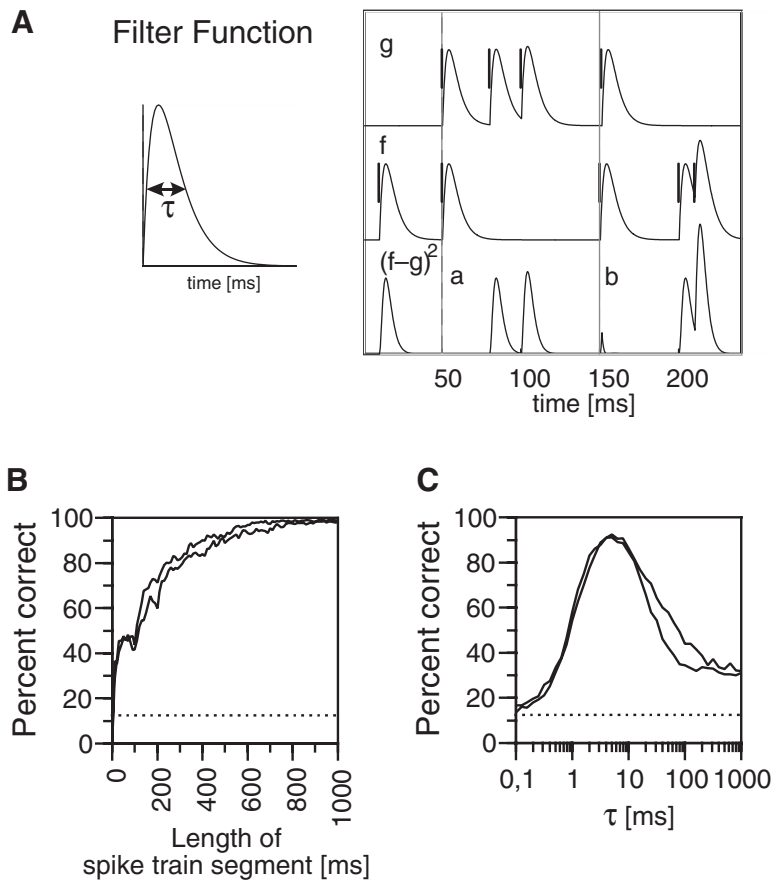 A
Filter Function
τ
time [ms]
g
f
(f–g)²
a
b
50 100 150 200
time [ms]
B
Percent correct
100
80
60
40
20
0
0 200 400 600 800 1000
Length of
spike train segment [ms]
C
Percent correct
100
80
60
40
20
0
0,1 1 10 100 1000
τ [ms]